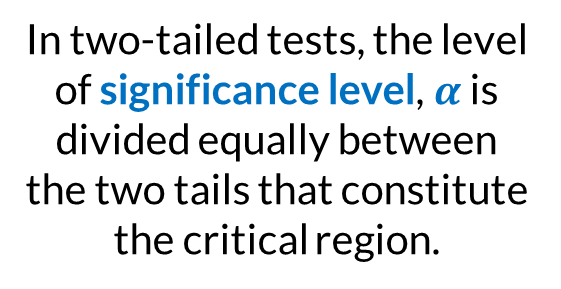 In two-tailed tests, the level
of significance level, α is
divided equally between
the two tails that constitute
the critical region.